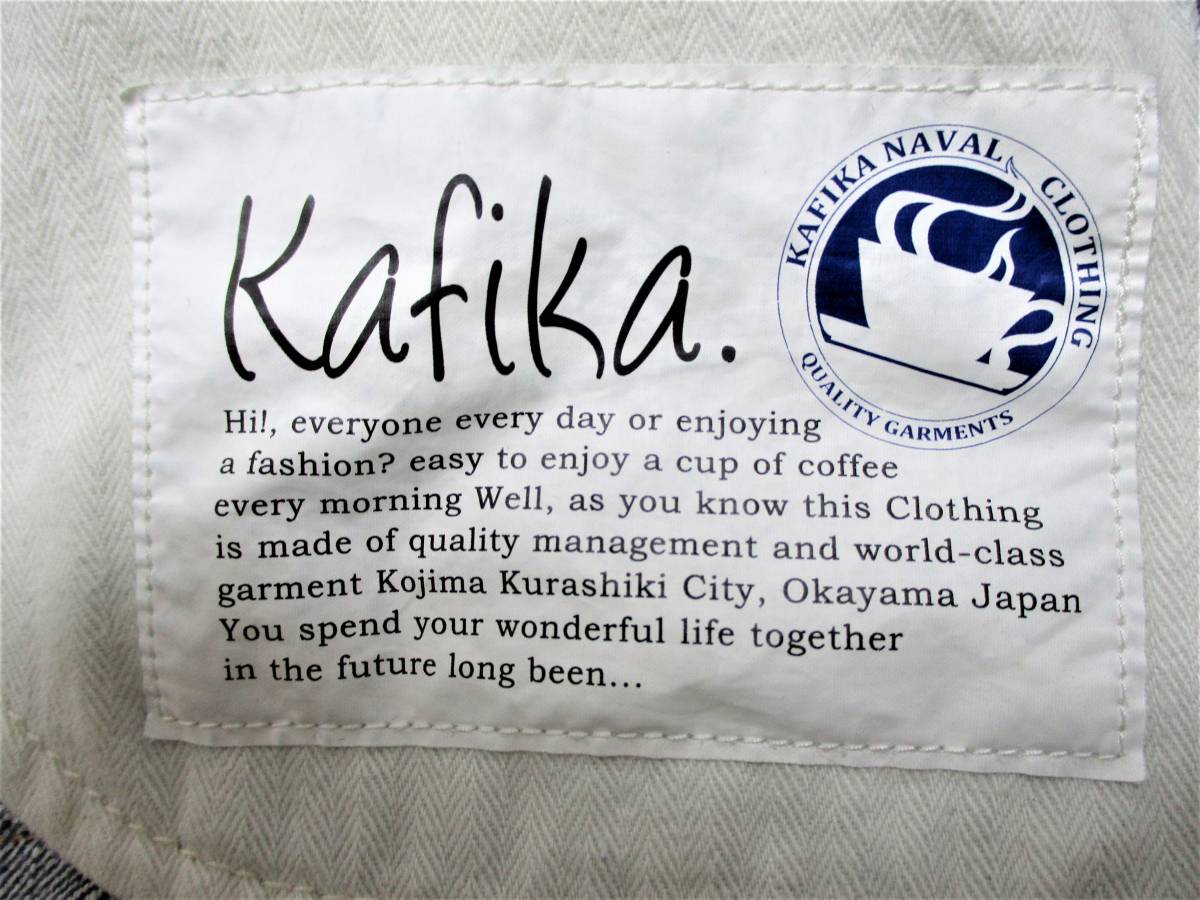 Kafika.
KAFIKA NAVAL CLOTHING
QUALITY GARMENTS
Hi!, everyone every day or enjoying
a fashion? easy to enjoy a cup of coffee
every morning Well, as you know this Clothing
is made of quality management and world-class
garment Kojima Kurashiki City, Okayama Japan
You spend your wonderful life together
in the future long been...